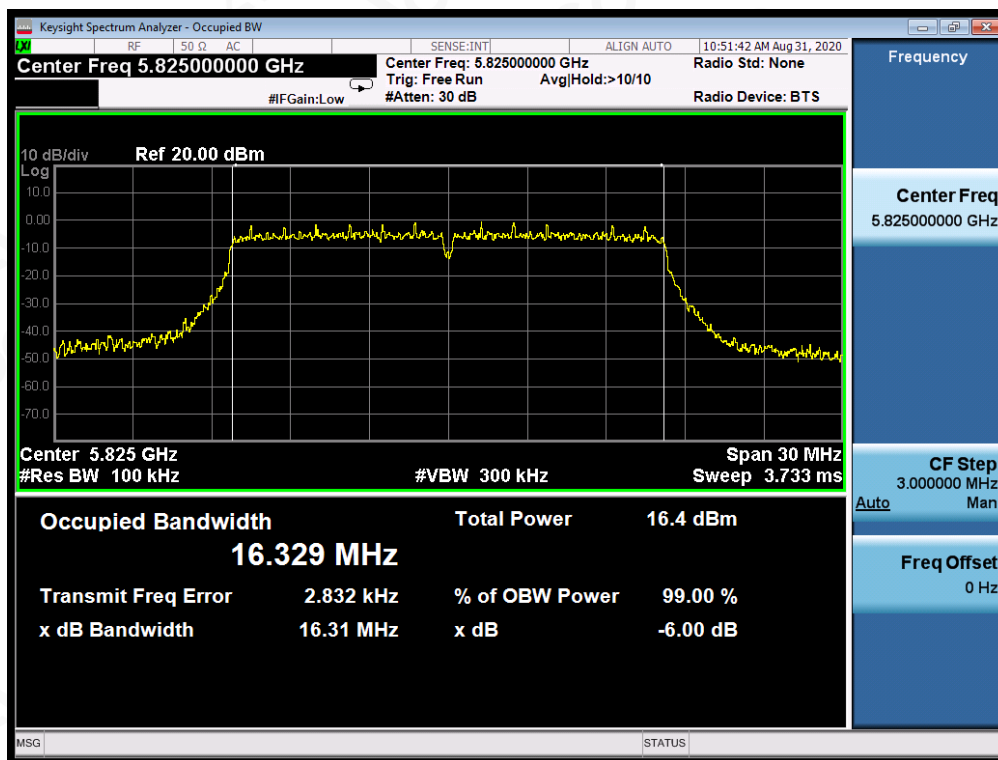 Keysight Spectrum Analyzer - Occupied BW
LXI RF 50 Ω AC SENSE:INT ALIGN AUTO 10:51:42 AM Aug 31, 2020
Center Freq 5.825000000 GHz
Center Freq: 5.825000000 GHz Radio Std: None
Trig: Free Run Avg|Hold:>10/10
#IFGain:Low #Atten: 30 dB Radio Device: BTS
10 dB/div Ref 20.00 dBm
Log
10.0
0.00
-10.0
-20.0
-30.0
-40.0
-50.0
-60.0
-70.0
Center 5.825 GHz Span 30 MHz
#Res BW 100 kHz #VBW 300 kHz Sweep 3.733 ms
Occupied Bandwidth Total Power 16.4 dBm
16.329 MHz
Transmit Freq Error 2.832 kHz % of OBW Power 99.00 %
x dB Bandwidth 16.31 MHz x dB -6.00 dB
MSG STATUS
Frequency
Center Freq
5.825000000 GHz
CF Step
3.000000 MHz
Auto Man
Freq Offset
0 Hz